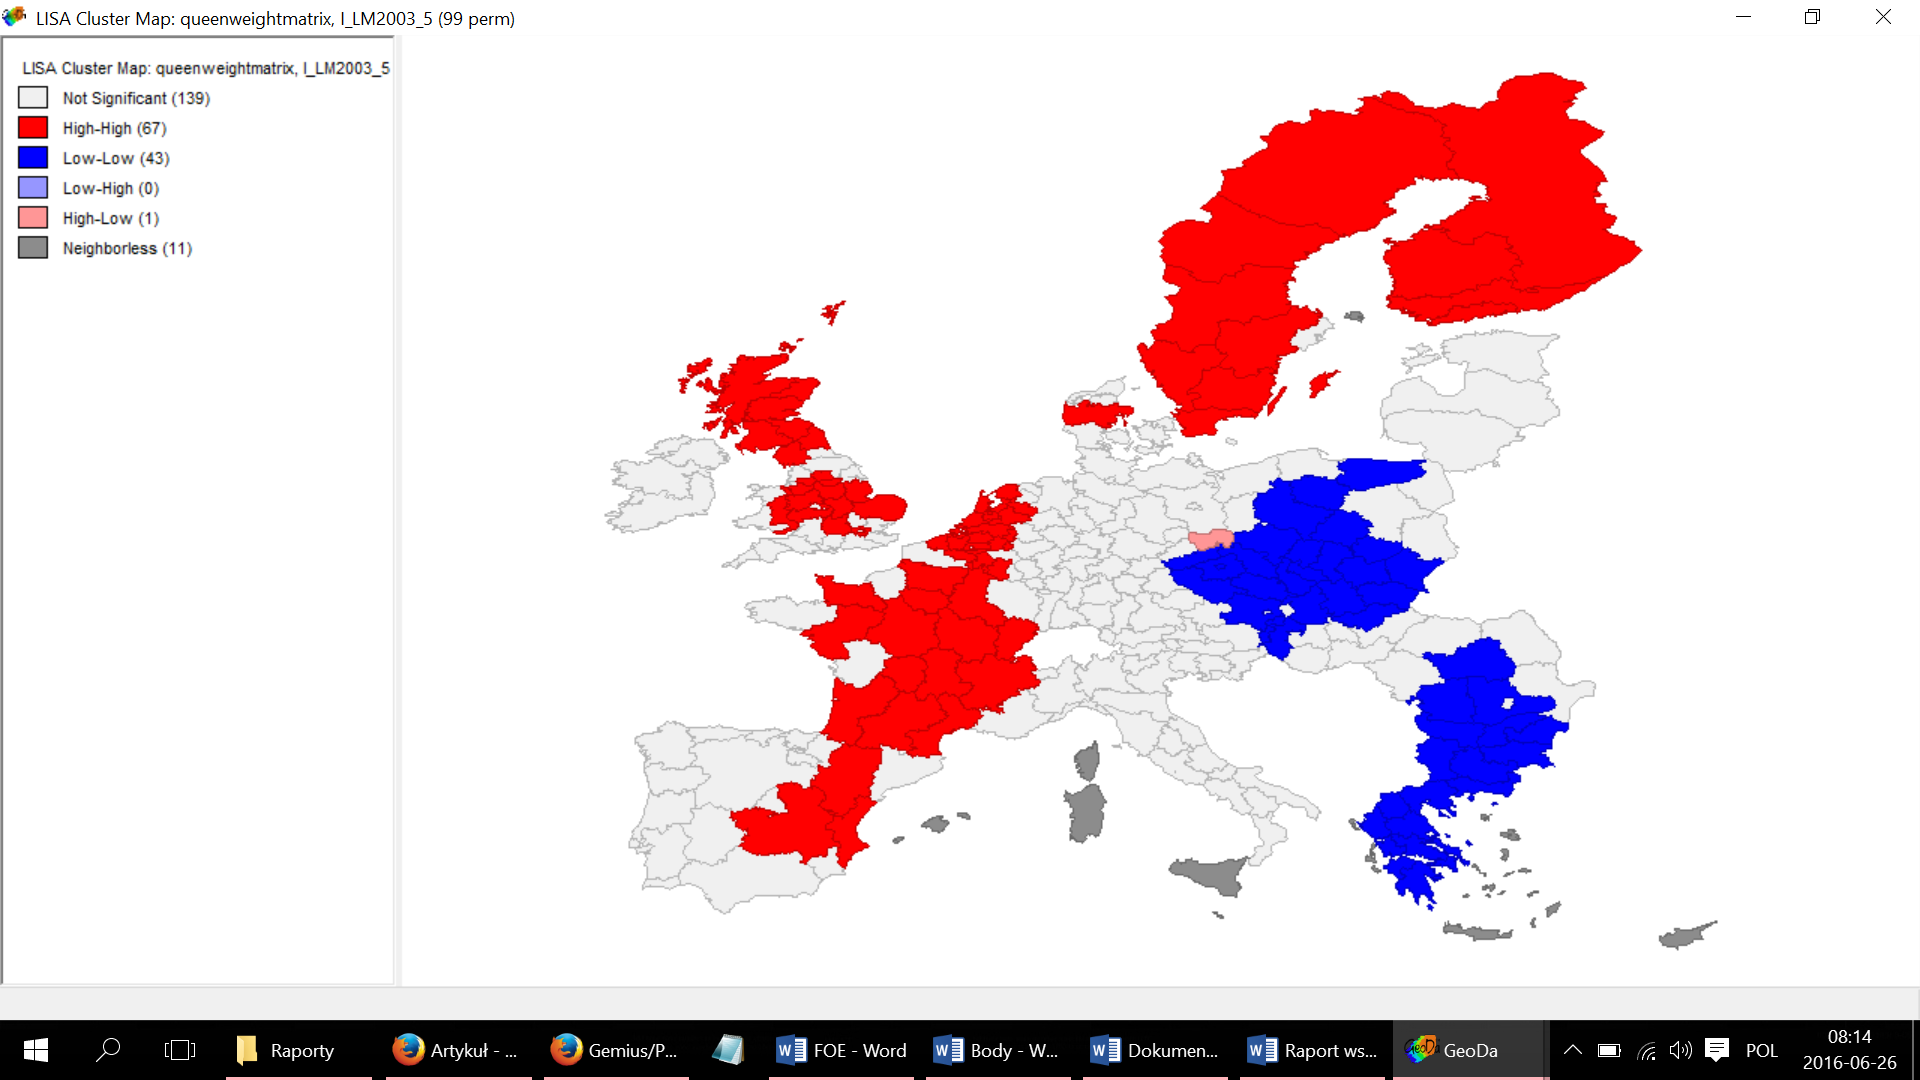 LISA Cluster Map: queenweightmatrix, I_LM2003_5 (99 perm)
LISA Cluster Map: queenweightmatrix, I_LM2003_5
Not Significant (139)
High-High (67)
Low-Low (43)
Low-High (0)
High-Low (1)
Neighborless (11)
Raporty
Artykuł - ...
Gemius/P...
FOE - Word
Body - W...
Dokumen...
Raport ws...
GeoDa
POL
08:14
2016-06-26